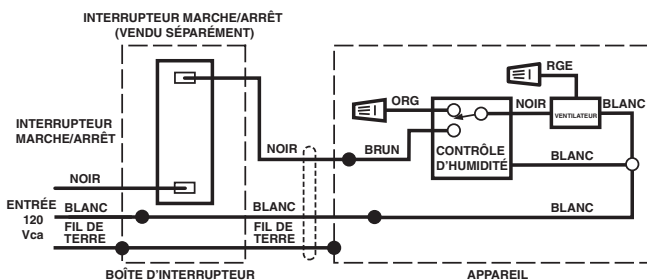 INTERRUPTEUR MARCHE/ARRÊT
(VENDU SÉPARÉMENT)
INTERRUPTEUR
MARCHE/ARRÊT
NOIR
ENTRÉE
120
Vca
BLANC
FIL DE
TERRE
BOÎTE D'INTERRUPTEUR
NOIR
BLANC
FIL DE
TERRE
BRUN
ORG
RGE
CONTRÔLE
D'HUMIDITÉ
NOIR
VENTILATEUR
BLANC
BLANC
BLANC
APPAREIL